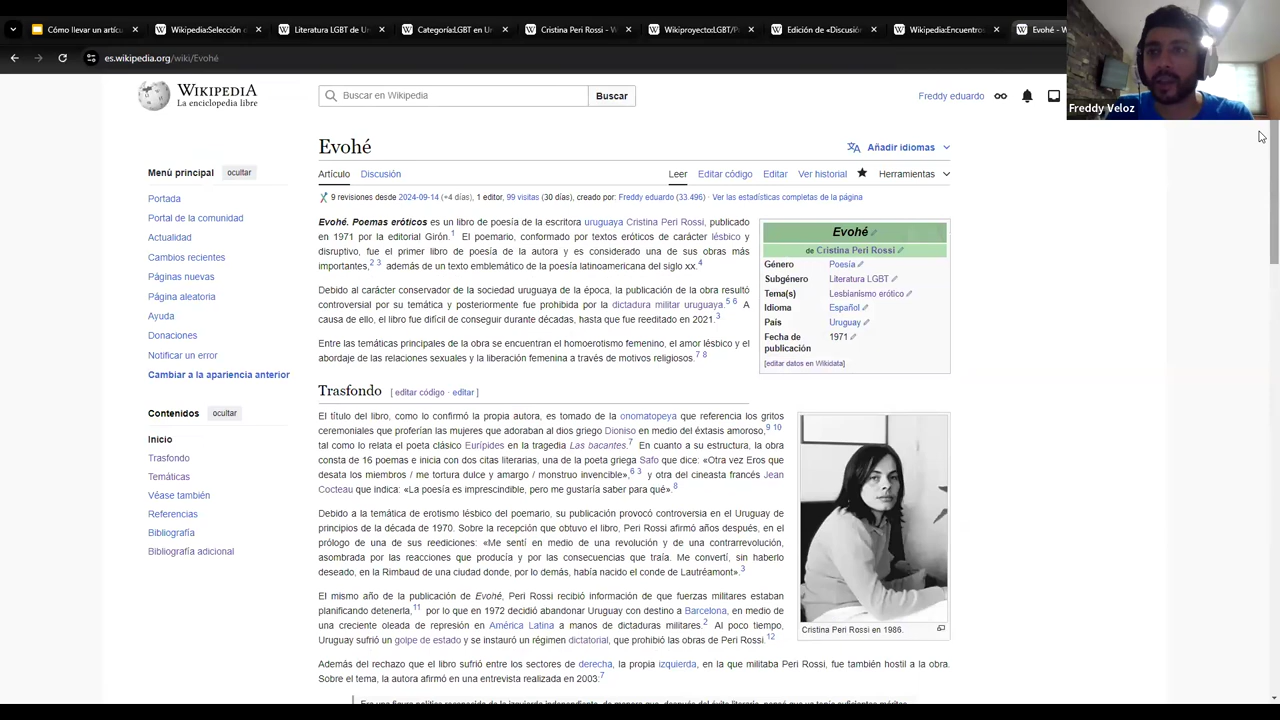 Cómo llevar un artícu
Wikipedia:Selección d
Literatura LGBT de Ur
Categoría:LGBT en U
Cristina Peri Rossi - W
Wikiproyecto:LGBT/P
Edición de «Discusió
Wikipedia:Encuentros
Evohé - W
es.wikipedia.org/wiki/Evohé
Freddy Veloz
WIKIPEDIA
La enciclopedia libre
Buscar en Wikipedia
Buscar
Freddy eduardo
Menú principal
ocultar
Portada
Portal de la comunidad
Actualidad
Cambios recientes
Páginas nuevas
Página aleatoria
Ayuda
Donaciones
Notificar un error
Cambiar a la apariencia anterior
Contenidos
ocultar
Inicio
Trasfondo
Temáticas
Véase también
Referencias
Bibliografía
Bibliografía adicional
Evohé
Añadir idiomas
Artículo
Discusión
Leer
Editar código
Editar
Ver historial
Herramientas
9 revisiones desde 2024-09-14 (+4 días), 1 editor, 99 visitas (30 días), creado por: Freddy eduardo (33.496) · Ver las estadísticas completas de la página
Evohé. Poemas eróticos es un libro de poesía de la escritora uruguaya Cristina Peri Rossi, publicado
en 1971 por la editorial Girón.1 El poemario, conformado por textos eróticos de carácter lésbico y
disruptivo, fue el primer libro de poesía de la autora y es considerado una de sus obras más
importantes,2 3 además de un texto emblemático de la poesía latinoamericana del siglo XX.4
Debido al carácter conservador de la sociedad uruguaya de la época, la publicación de la obra resultó
controversial por su temática y posteriormente fue prohibida por la dictadura militar uruguaya.5 6 A
causa de ello, el libro fue difícil de conseguir durante décadas, hasta que fue reeditado en 2021.3
Entre las temáticas principales de la obra se encuentran el homoerotismo femenino, el amor lésbico y el
abordaje de las relaciones sexuales y la liberación femenina a través de motivos religiosos.7 8
Evohé
de Cristina Peri Rossi
Género Poesía
Subgénero Literatura LGBT
Tema(s) Lesbianismo erótico
Idioma Español
País Uruguay
Fecha de 1971
publicación
[editar datos en Wikidata]
Trasfondo [ editar código · editar ]
El título del libro, como lo confirmó la propia autora, es tomado de la onomatopeya que referencia los gritos
ceremoniales que proferían las mujeres que adoraban al dios griego Dioniso en medio del éxtasis amoroso,9 10
tal como lo relata el poeta clásico Eurípides en la tragedia Las bacantes.7 En cuanto a su estructura, la obra
consta de 16 poemas e inicia con dos citas literarias, una de la poeta griega Safo que dice: «Otra vez Eros que
desata los miembros / me tortura dulce y amargo / monstruo invencible»,6 3 y otra del cineasta francés Jean
Cocteau que indica: «La poesía es imprescindible, pero me gustaría saber para qué».8
Debido a la temática de erotismo lésbico del poemario, su publicación provocó controversia en el Uruguay de
principios de la década de 1970. Sobre la recepción que obtuvo el libro, Peri Rossi afirmó años después, en el
prólogo de una de sus reediciones: «Me sentí en medio de una revolución y de una contrarrevolución,
asombrada por las reacciones que producía y por las consecuencias que traía. Me convertí, sin haberlo
deseado, en la Rimbaud de una ciudad donde, por lo demás, había nacido el conde de Lautréamont».3
El mismo año de la publicación de Evohé, Peri Rossi recibió información de que fuerzas militares estaban
planificando detenerla,11 por lo que en 1972 decidió abandonar Uruguay con destino a Barcelona, en medio de
una creciente oleada de represión en América Latina a manos de dictaduras militares.2 Al poco tiempo,
Uruguay sufrió un golpe de estado y se instauró un régimen dictatorial, que prohibió las obras de Peri Rossi.12
Cristina Peri Rossi en 1986.
Además del rechazo que el libro sufrió entre los sectores de derecha, la propia izquierda, en la que militaba Peri Rossi, fue también hostil a la obra.
Sobre el tema, la autora afirmó en una entrevista realizada en 2003:7